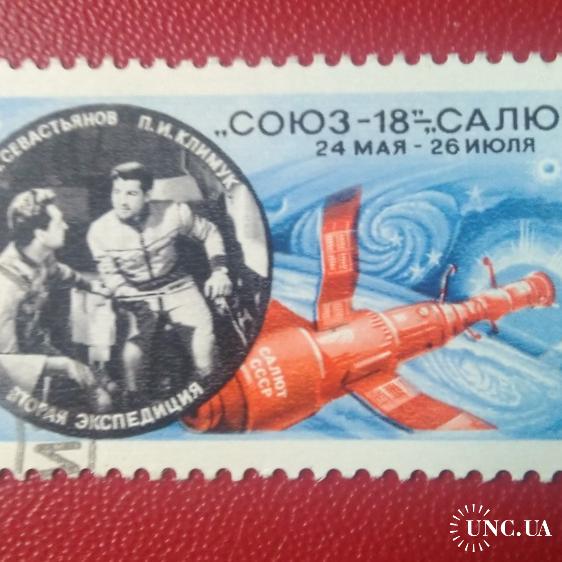 СЕВАСТЬЯНОВ П.И. КЛИМУК
„СОЮЗ-18"-„САЛЮ
24 МАЯ - 26 ИЮЛЯ
САЛЮТ
СССР
ВТОРАЯ ЭКСПЕДИЦИЯ
UNC.UA